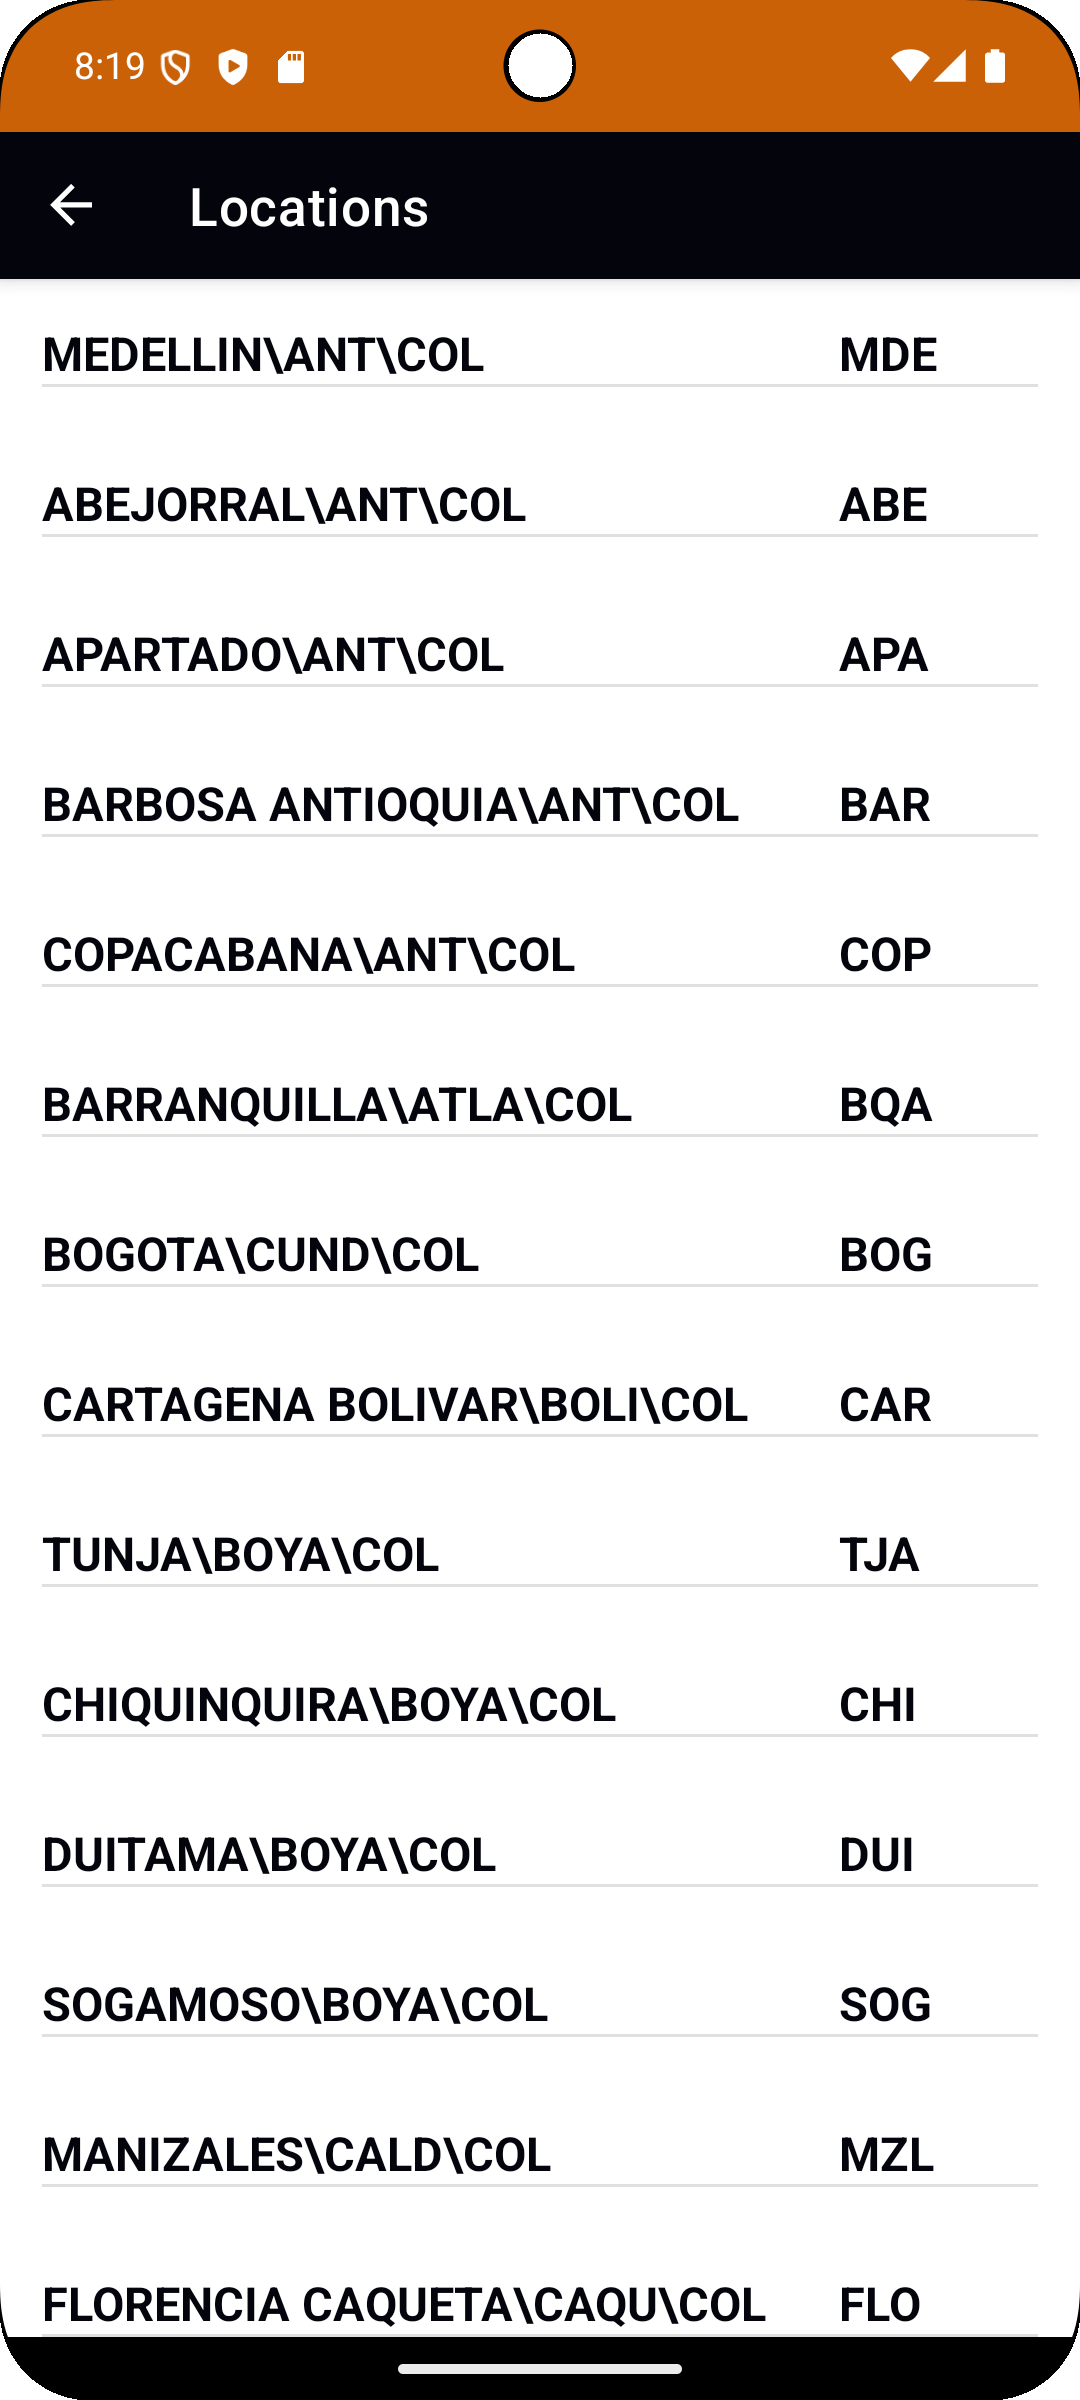 8:19
Locations
MEDELLIN\ANT\COL MDE
ABEJORRAL\ANT\COL ABE
APARTADO\ANT\COL APA
BARBOSA ANTIOQUIA\ANT\COL BAR
COPACABANA\ANT\COL COP
BARRANQUILLA\ATLA\COL BQA
BOGOTA\CUND\COL BOG
CARTAGENA BOLIVAR\BOLI\COL CAR
TUNJA\BOYA\COL TJA
CHIQUINQUIRA\BOYA\COL CHI
DUITAMA\BOYA\COL DUI
SOGAMOSO\BOYA\COL SOG
MANIZALES\CALD\COL MZL
FLORENCIA CAQUETA\CAQU\COL FLO